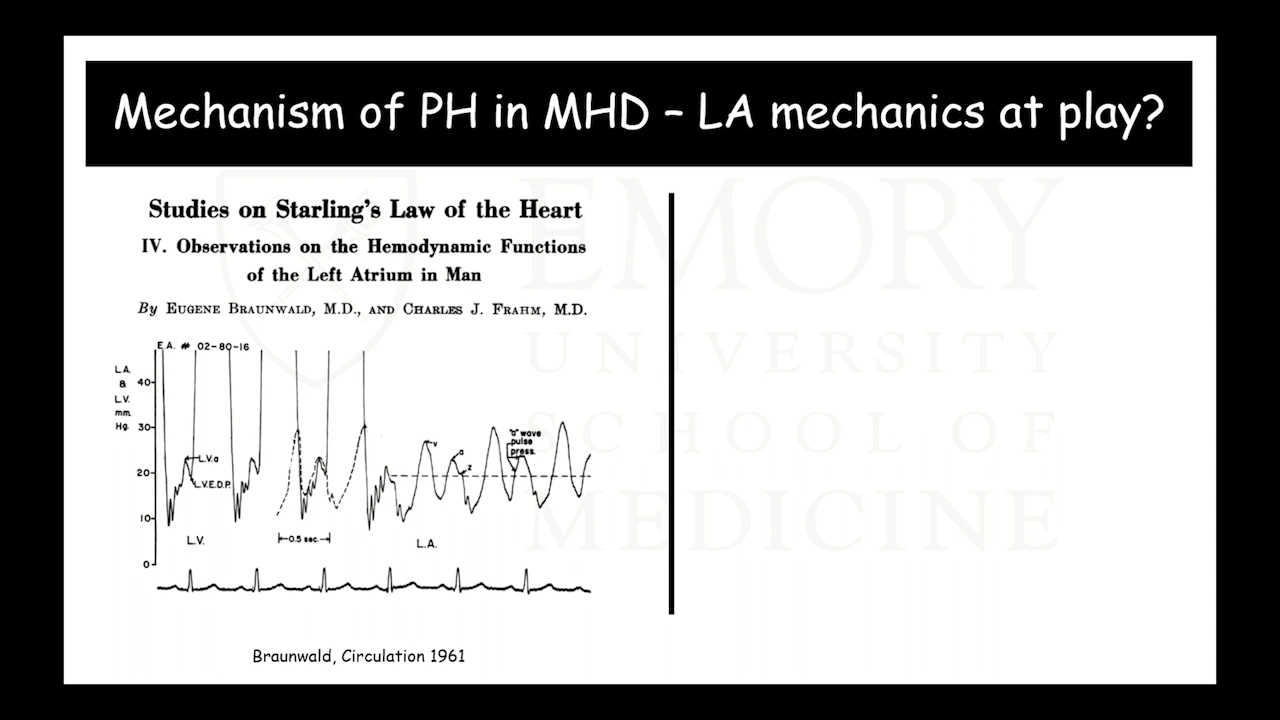 Mechanism of PH in MHD – LA mechanics at play?
Studies on Starling's Law of the Heart
IV. Observations on the Hemodynamic Functions
of the Left Atrium in Man
By EUGENE BRAUNWALD, M.D., AND CHARLES J. FRAHM, M.D.
E.A. # 02-80-16
L.A.
&
L.V.
mm.
Hg.
40
30
20
10
0
L.V.a
L.V.E.D.P.
L.V.
0.5 sec.
L.A.
v
a
z
"a" wave
pulse
press.
Braunwald, Circulation 1961
EMORY
UNIVERSITY
SCHOOL OF
MEDICINE